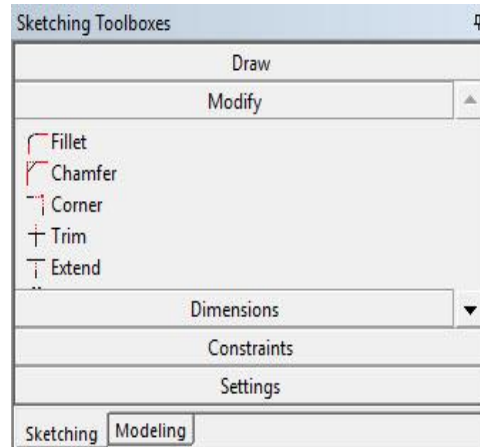 Sketching Toolboxes
Draw
Modify
Fillet
Chamfer
Corner
Trim
Extend
Dimensions
Constraints
Settings
Sketching Modeling